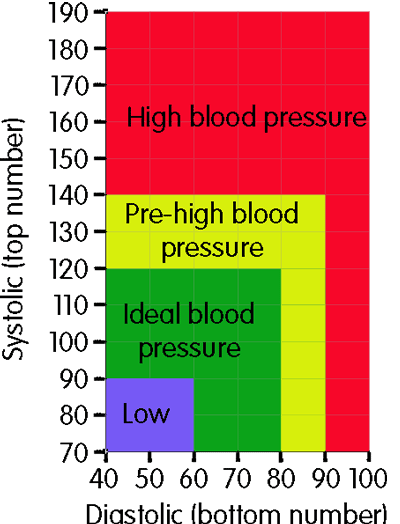 190
180
170
160
150
140
130
120
110
100
90
80
70
Systolic (top number)
High blood pressure
Pre-high blood
pressure
Ideal blood
pressure
Low
40 50 60 70 80 90 100
Diastolic (bottom number)